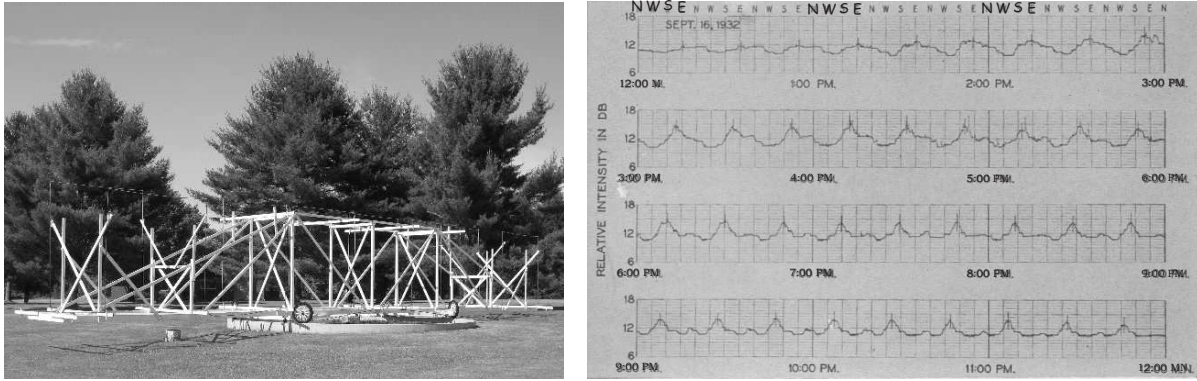 NWSE N W S E N W S E NWSE N W S E N W S E NWSE N W S E N W S E N
SEPT. 16, 1932
18
12
6
12:00 M. 1:00 PM. 2:00 PM. 3:00 PM.
18
12
6
3:00 PM. 4:00 PM. 5:00 PM. 6:00 PM.
RELATIVE INTENSITY IN DB
18
12
6
6:00 PM. 7:00 PM. 8:00 PM. 9:00 PM.
18
12
6
9:00 PM. 10:00 PM. 11:00 PM. 12:00 MN.